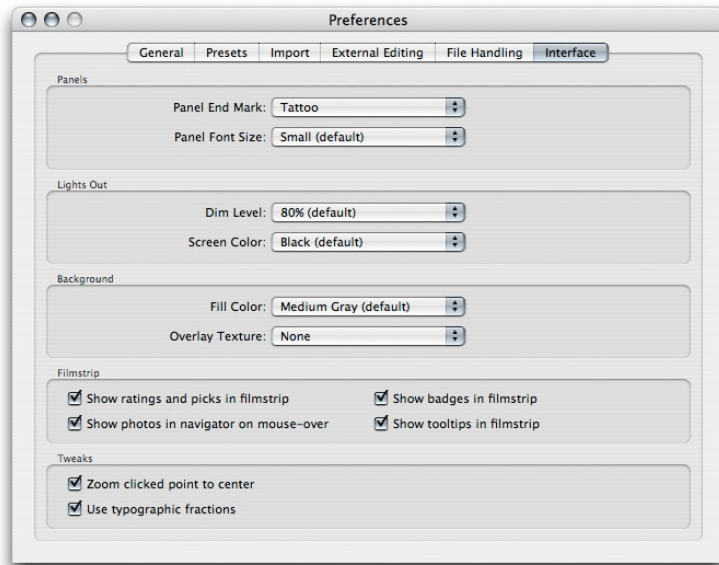 Preferences
General Presets Import External Editing File Handling Interface
Panels
Panel End Mark: Tattoo
Panel Font Size: Small (default)
Lights Out
Dim Level: 80% (default)
Screen Color: Black (default)
Background
Fill Color: Medium Gray (default)
Overlay Texture: None
Filmstrip
Show ratings and picks in filmstrip Show badges in filmstrip
Show photos in navigator on mouse-over Show tooltips in filmstrip
Tweaks
Zoom clicked point to center
Use typographic fractions